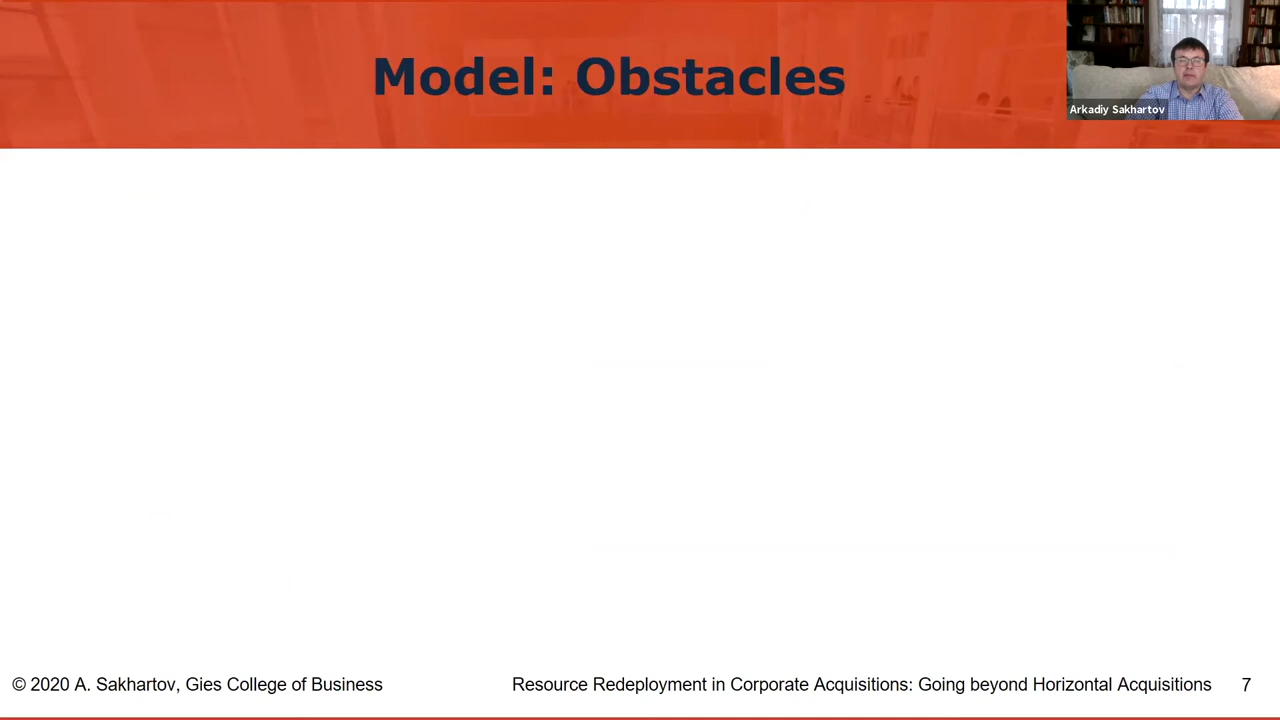 Model: Obstacles
Arkadiy Sakhartov
© 2020 A. Sakhartov, Gies College of Business
Resource Redeployment in Corporate Acquisitions: Going beyond Horizontal Acquisitions
7